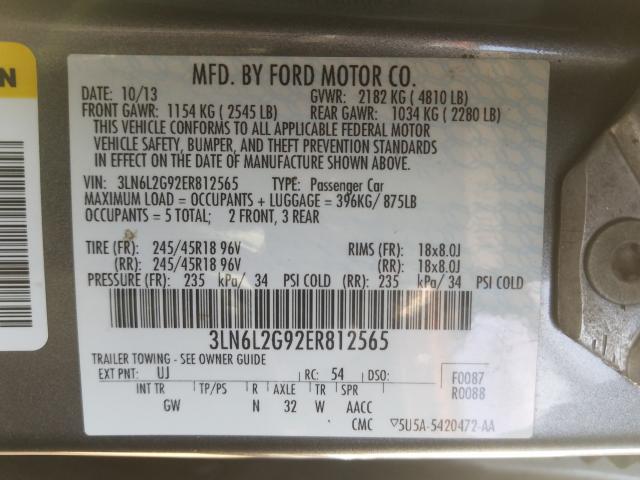 MFD. BY FORD MOTOR CO.
DATE: 10/13 GVWR: 2182 KG ( 4810 LB)
FRONT GAWR: 1154 KG ( 2545 LB) REAR GAWR: 1034 KG ( 2280 LB)
THIS VEHICLE CONFORMS TO ALL APPLICABLE FEDERAL MOTOR
VEHICLE SAFETY, BUMPER, AND THEFT PREVENTION STANDARDS
IN EFFECT ON THE DATE OF MANUFACTURE SHOWN ABOVE.
VIN: 3LN6L2G92ER812565 TYPE: Passenger Car
MAXIMUM LOAD = OCCUPANTS + LUGGAGE = 396KG/ 875LB
OCCUPANTS = 5 TOTAL; 2 FRONT, 3 REAR
TIRE (FR): 245/45R18 96V RIMS (FR): 18x8.0J
(RR): 245/45R18 96V (RR): 18x8.0J
PRESSURE (FR): 235 kPa/ 34 PSI COLD (RR): 235 kPa/ 34 PSI COLD
3LN6L2G92ER812565
TRAILER TOWING - SEE OWNER GUIDE
EXT PNT: UJ RC: 54 DSO: F0087
INT TR TP/PS R AXLE TR SPR R0088
GW N 32 W AACC
CMC ▽5U5A-5420472-AA